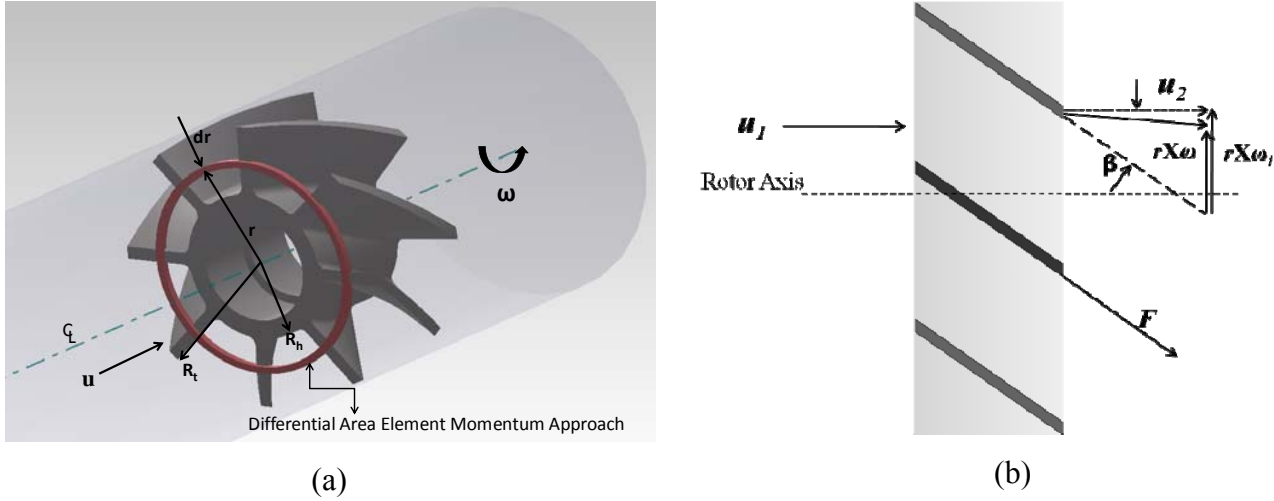 dr
r
ω
R_h
R_t
u
℄
Differential Area Element Momentum Approach
(a)
u_1
u_2
rXω
rXω_i
β
Rotor Axis
F
(b)